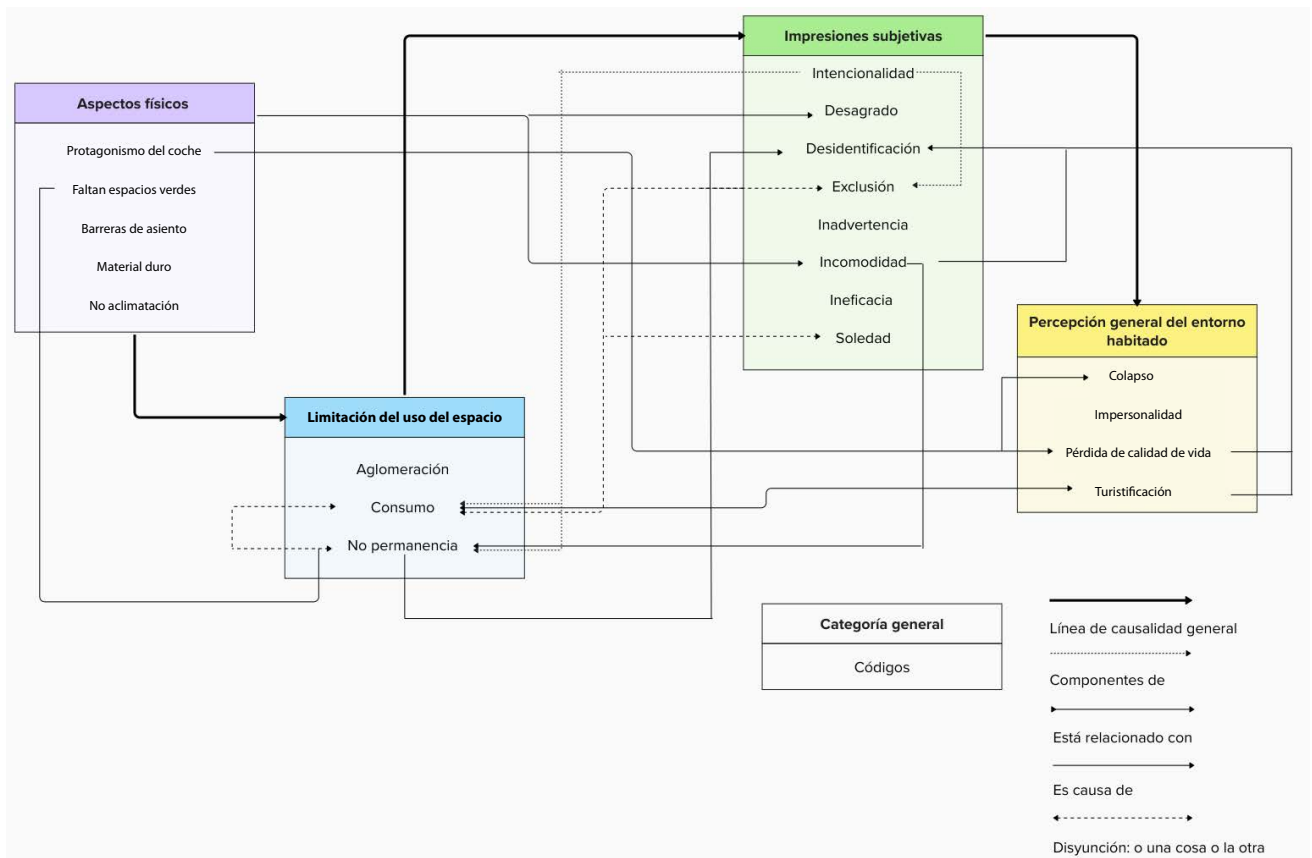 Aspectos físicos
Protagonismo del coche
Faltan espacios verdes
Barreras de asiento
Material duro
No aclimatación
Limitación del uso del espacio
Aglomeración
Consumo
No permanencia
Impresiones subjetivas
Intencionalidad
Desagrado
Desidentificación
Exclusión
Inadvertencia
Incomodidad
Ineficacia
Soledad
Percepción general del entorno
habitado
Colapso
Impersonalidad
Pérdida de calidad de vida
Turistificación
Categoría general
Códigos
Línea de causalidad general
Componentes de
Está relacionado con
Es causa de
Disyunción: o una cosa o la otra